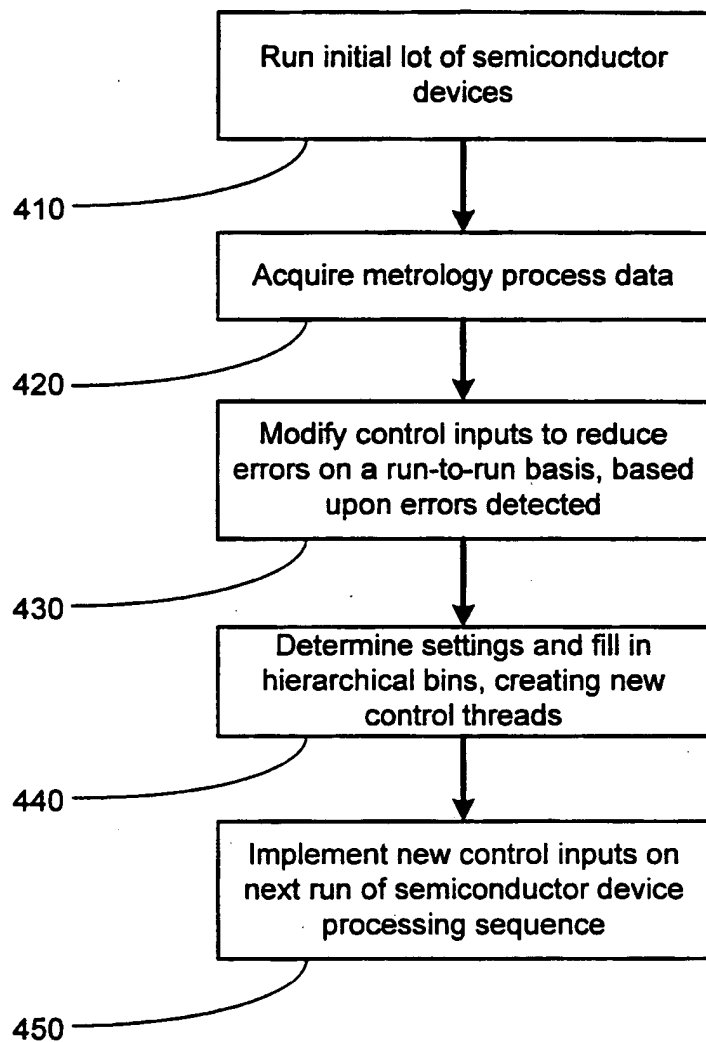 Run initial lot of semiconductor
devices
410
Acquire metrology process data
420
Modify control inputs to reduce
errors on a run-to-run basis, based
upon errors detected
430
Determine settings and fill in
hierarchical bins, creating new
control threads
440
Implement new control inputs on
next run of semiconductor device
processing sequence
450